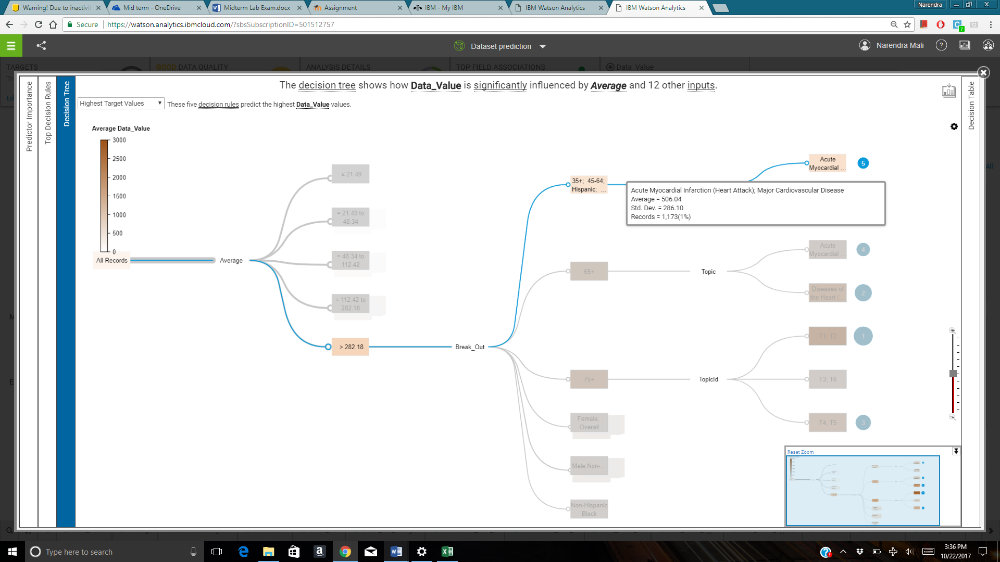 Warning! Due to inactivit
Mid term - OneDrive
Midterm Lab Exam.docx
Assignment
IBM - My IBM
IBM Watson Analytics
IBM Watson Analytics
Narendra
Secure
https://watson.analytics.ibmcloud.com/?sbsSubscriptionID=501512757
7
Dataset prediction
Narendra Mali
?
TARGETS
GOOD DATA QUALITY
ANALYSIS DETAILS
TOP FIELD ASSOCIATIONS
Data_Value
Th
Ed
All
M
E
Predictor Importance
Top Decision Rules
Decision Tree
Decision Table
The decision tree shows how Data_Value is significantly influenced by Average and 12 other inputs.
Highest Target Values
These five decision rules predict the highest Data_Value values.
Average Data_Value
3000
2500
2000
1500
1000
500
0
All Records
Average
≤ 21.49
= 21.49 to
48.34
= 48.34 to
112.42
= 112.42 to
282.18
> 282.18
Break_Out
35+; 45-64;
Hispanic; ...
65+
75+
Female;
Overall
Male;Non-...
Non-Hispanic
Black
Topic
TopicId
Acute
Myocardial ...
5
Acute Myocardial Infarction (Heart Attack); Major Cardiovascular Disease
Average = 506.04
Std. Dev. = 286.10
Records = 1,173(1%)
Acute
Myocardial ...
4
Diseases of
the Heart (...
2
T1; T2
1
T3; T6
T4; T5
3
Reset Zoom
Type here to search
3:36 PM
10/22/2017